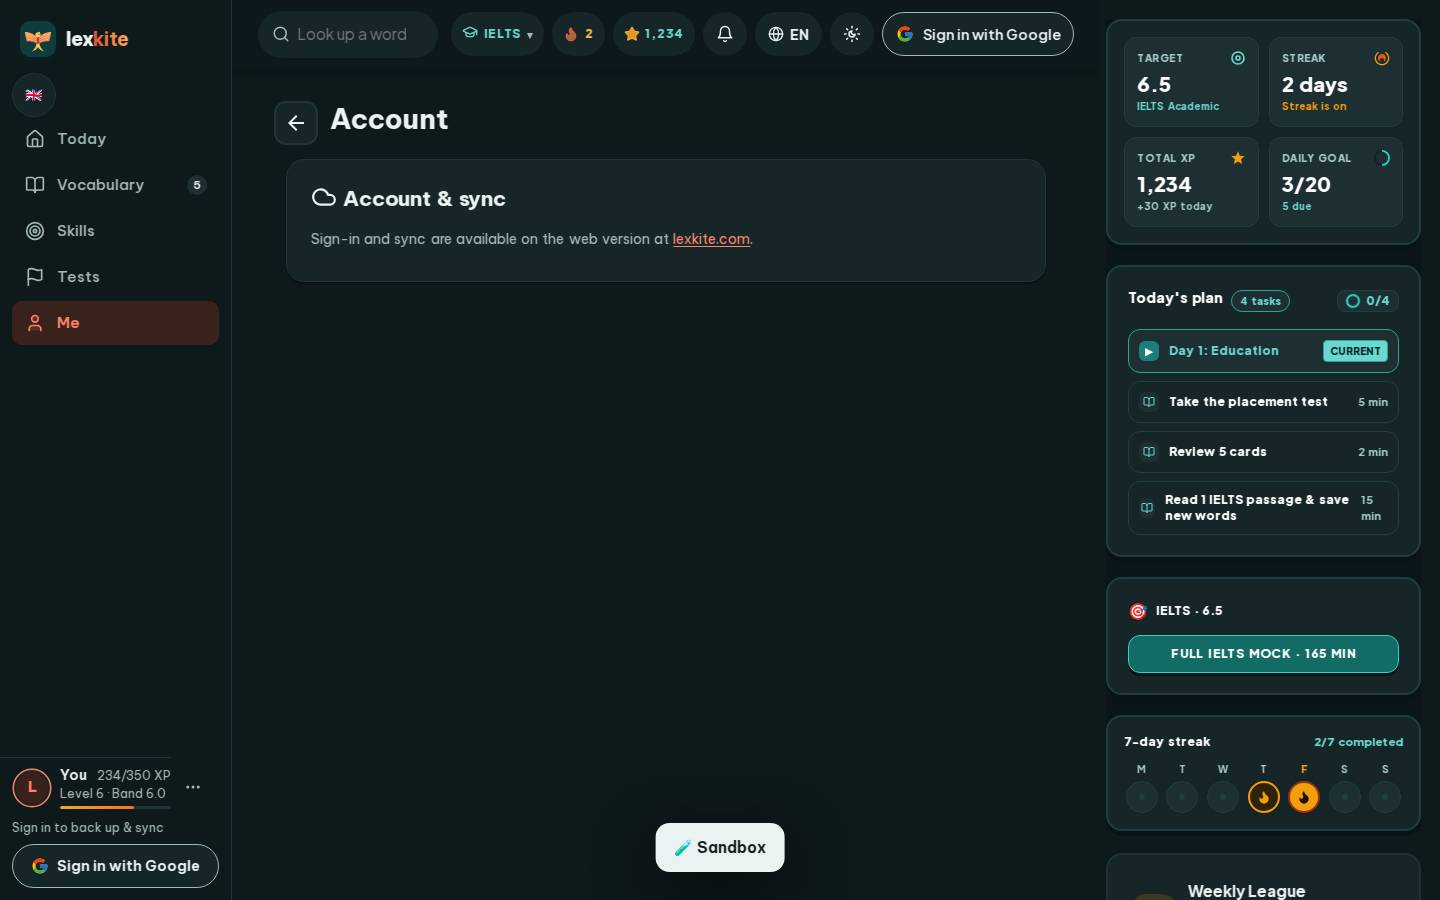 lexkite
Today
Vocabulary 5
Skills
Tests
Me
You 234/350 XP
Level 6 · Band 6.0
Sign in to back up & sync
Sign in with Google
Look up a word
IELTS ▾
2
1,234
EN
Sign in with Google
Account
Account & sync
Sign-in and sync are available on the web version at lexkite.com.
🧪 Sandbox
TARGET
6.5
IELTS Academic
STREAK
2 days
Streak is on
TOTAL XP
1,234
+30 XP today
DAILY GOAL
3/20
5 due
Today's plan 4 tasks 0/4
Day 1: Education CURRENT
Take the placement test 5 min
Review 5 cards 2 min
Read 1 IELTS passage & save 15
new words min
🎯 IELTS · 6.5
FULL IELTS MOCK · 165 MIN
7-day streak 2/7 completed
M T W T F S S
Weekly League
L